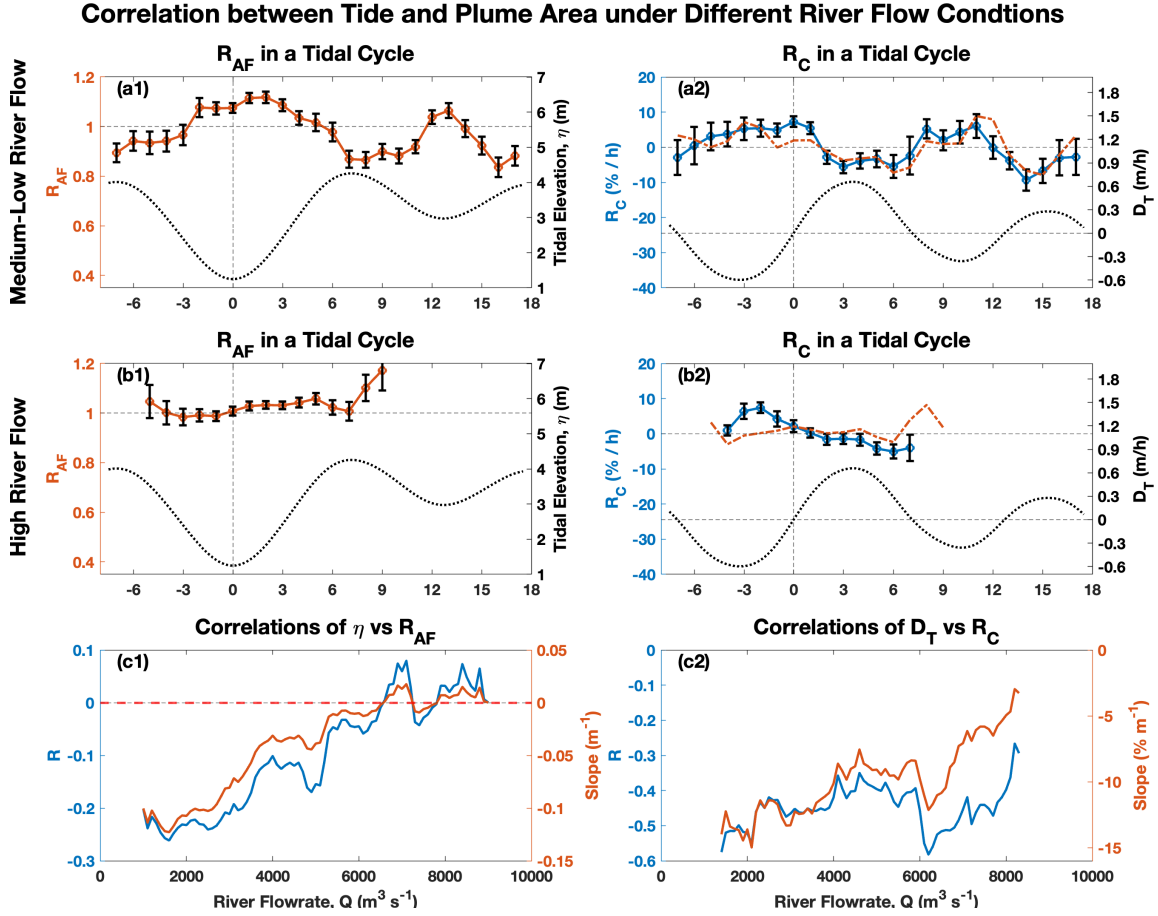 Correlation between Tide and Plume Area under Different River Flow Condtions
Medium-Low River Flow
R_AF in a Tidal Cycle
(a1)
1.2
1
0.8
0.6
0.4
R_AF
7
6
5
4
3
2
1
Tidal Elevation, η (m)
-6 -3 0 3 6 9 12 15 18
R_C in a Tidal Cycle
(a2)
20
10
0
-10
-20
-30
-40
R_C (% / h)
1.8
1.5
1.2
0.9
0.6
0.3
0
-0.3
-0.6
D_T (m/h)
-6 -3 0 3 6 9 12 15 18
High River Flow
R_AF in a Tidal Cycle
(b1)
1.2
1
0.8
0.6
0.4
R_AF
7
6
5
4
3
2
1
Tidal Elevation, η (m)
-6 -3 0 3 6 9 12 15 18
R_C in a Tidal Cycle
(b2)
20
10
0
-10
-20
-30
-40
R_C (% / h)
1.8
1.5
1.2
0.9
0.6
0.3
0
-0.3
-0.6
D_T (m/h)
-6 -3 0 3 6 9 12 15 18
Correlations of η vs R_AF
(c1)
0.1
0
-0.1
-0.2
-0.3
R
0.05
0
-0.05
-0.1
-0.15
Slope (m⁻¹)
0 2000 4000 6000 8000 10000
River Flowrate, Q (m³ s⁻¹)
Correlations of D_T vs R_C
(c2)
0
-0.1
-0.2
-0.3
-0.4
-0.5
-0.6
R
0
-5
-10
-15
Slope (% m⁻¹)
0 2000 4000 6000 8000 10000
River Flowrate, Q (m³ s⁻¹)